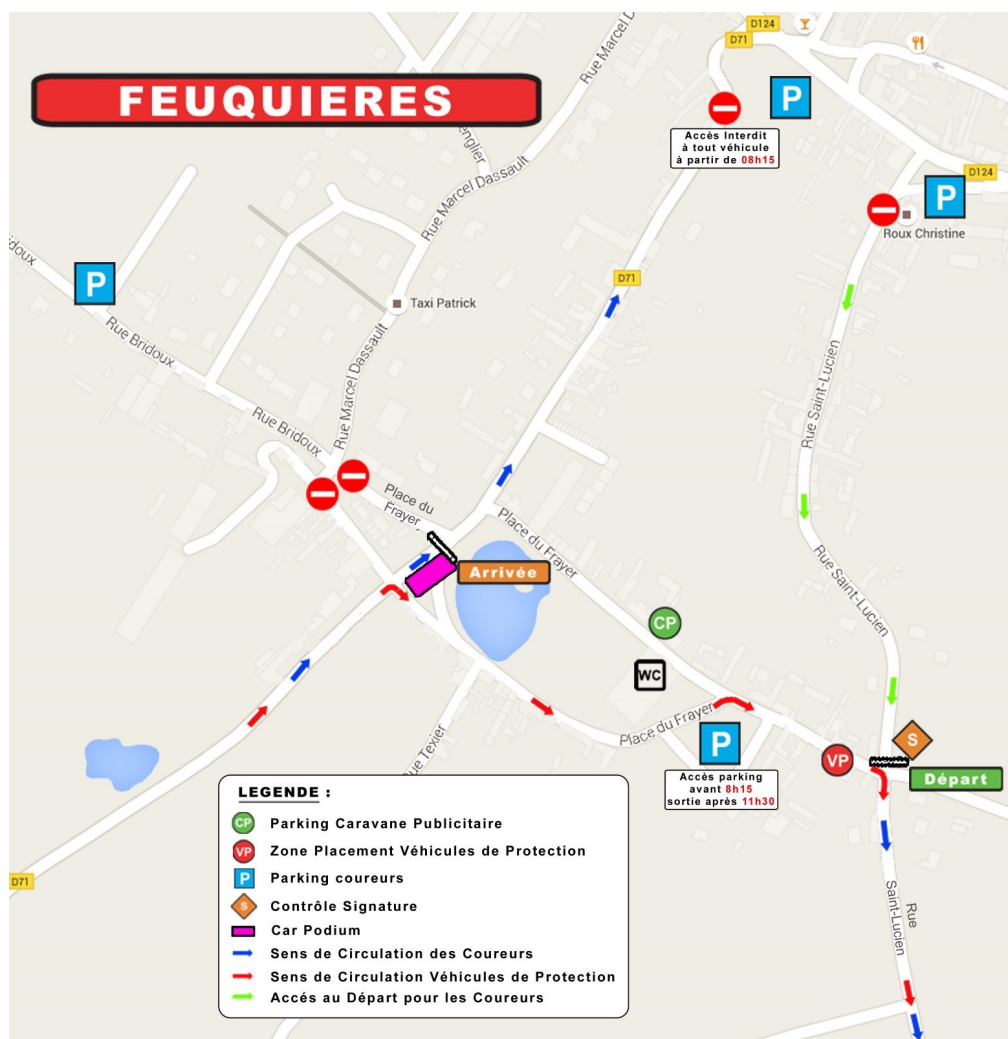 D124
D71
Rue Marcel Dassault
FEUQUIERES
P
Accès Interdit
à tout véhicule
à partir de 08h15
englier
Rue Marcel Dassault
D124
P
Roux Christine
idoux
P
D71
Taxi Patrick
Rue Bridoux
Rue Marcel Dassault
Rue Saint-Lucien
Rue Bridoux
Place du
Frayer
Place du Frayer
Rue Saint-Lucien
Arrivée
CP
WC
Place du Frayer
P
Accès parking
avant 8h15
sortie après 11h30
S
VP
Départ
Rue Texier
D71
Rue
Saint-Lucien
LEGENDE :
CP Parking Caravane Publicitaire
VP Zone Placement Véhicules de Protection
P Parking coureurs
S Contrôle Signature
Car Podium
Sens de Circulation des Coureurs
Sens de Circulation Véhicules de Protection
Accés au Départ pour les Coureurs